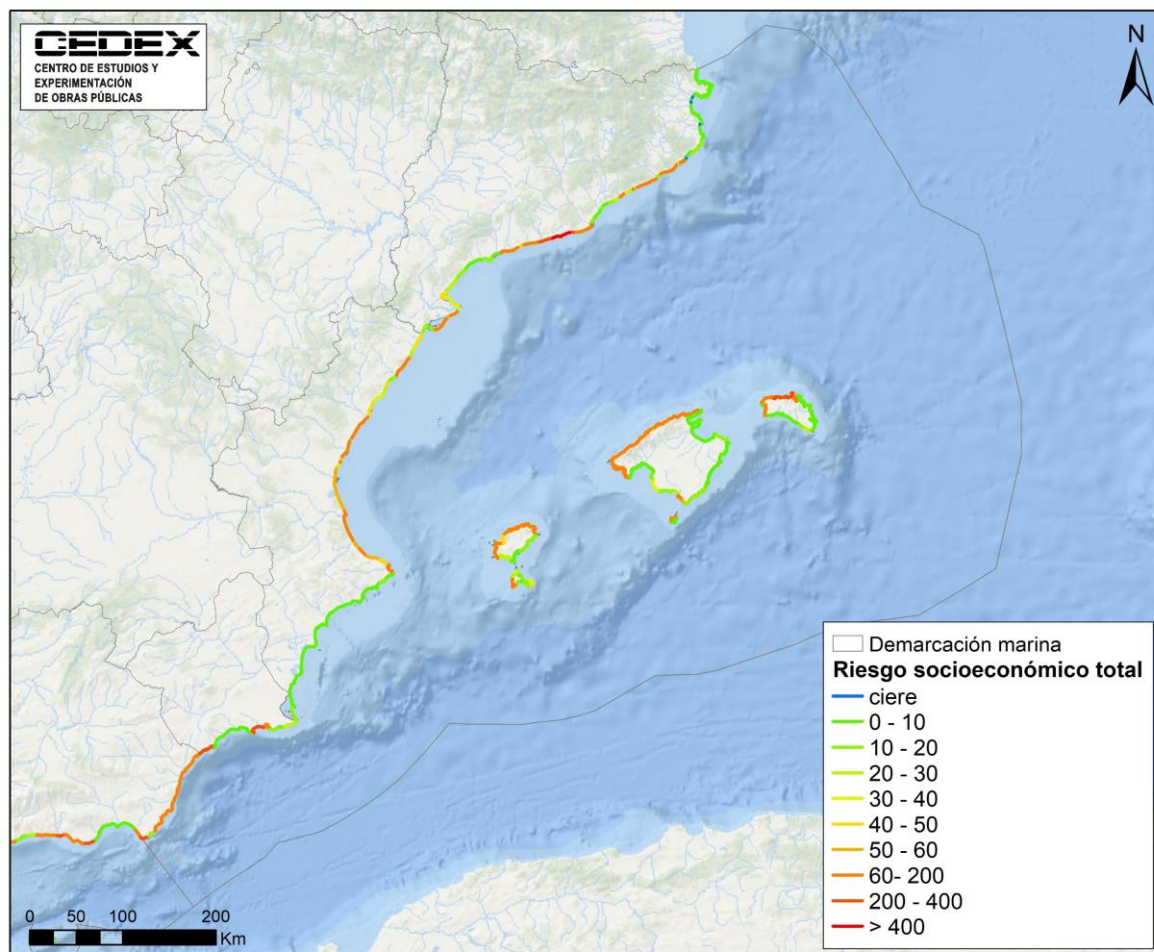 CEDEX
CENTRO DE ESTUDIOS Y
EXPERIMENTACIÓN
DE OBRAS PÚBLICAS
N
Demarcación marina
Riesgo socioeconómico total
ciere
0 - 10
10 - 20
20 - 30
30 - 40
40 - 50
50 - 60
60- 200
200 - 400
> 400
0 50 100 200
Km